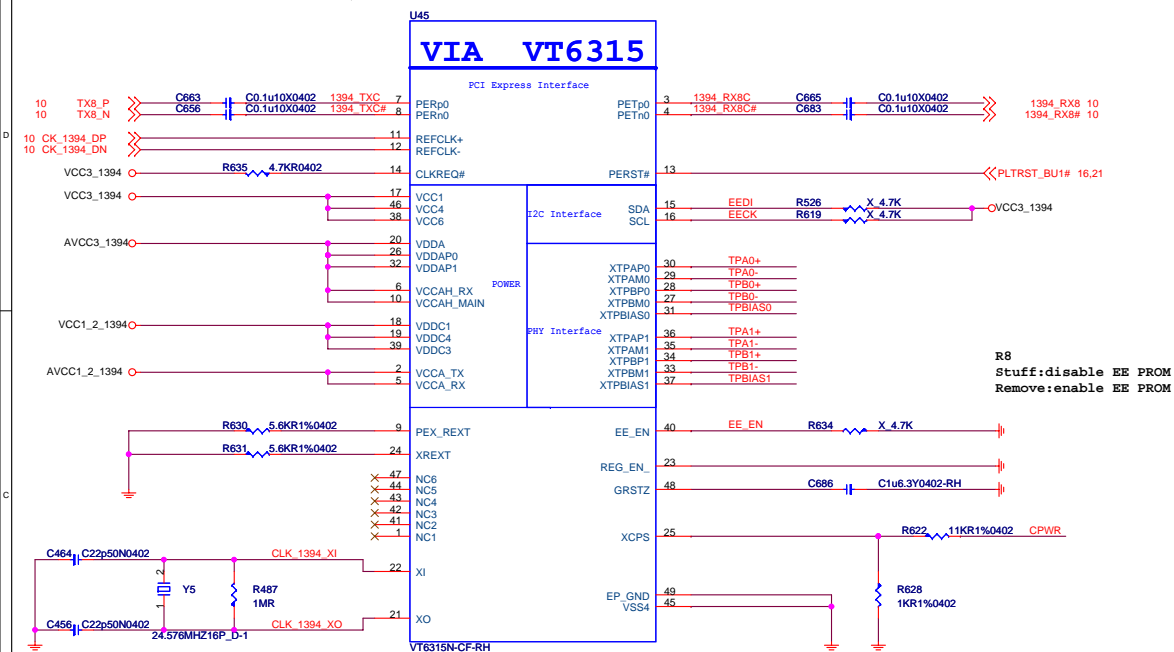 U45
VIA VT6315
PCI Express Interface
10 TX8_P C663 C0.1u10X0402 1394_TXC 7 PERp0
10 TX8_N C656 C0.1u10X0402 1394_TXC# 8 PERn0
PETp0 3 1394_RX8C C665 C0.1u10X0402 1394_RX8 10
PETn0 4 1394_RX8C# C683 C0.1u10X0402 1394_RX8# 10
D
10 CK_1394_DP 11 REFCLK+
10 CK_1394_DN 12 REFCLK-
VCC3_1394 R635 4.7KR0402 14 CLKREQ#
PERST# 13 PLTRST_BU1# 16,21
VCC3_1394 17 VCC1
46 VCC4
38 VCC6
I2C Interface
SDA 15 EEDI R526 X_4.7K VCC3_1394
SCL 16 EECK R619 X_4.7K
AVCC3_1394 20 VDDA
26 VDDAP0
32 VDDAP1
6 VCCAH_RX
10 VCCAH_MAIN
POWER
XTPAP0 30 TPA0+
XTPAM0 29 TPA0-
XTPBP0 28 TPB0+
XTPBM0 27 TPB0-
XTPBIAS0 31 TPBIAS0
VCC1_2_1394 18 VDDC1
19 VDDC4
39 VDDC3
PHY Interface
XTPAP1 36 TPA1+
XTPAM1 35 TPA1-
XTPBP1 34 TPB1+
XTPBM1 33 TPB1-
XTPBIAS1 37 TPBIAS1
AVCC1_2_1394 2 VCCA_TX
5 VCCA_RX
R8
Stuff:disable EE PROM
Remove:enable EE PROM
R630 5.6KR1%0402 9 PEX_REXT
R631 5.6KR1%0402 24 XREXT
EE_EN 40 EE_EN R634 X_4.7K
REG_EN_ 23
GRSTZ 48 C686 C1u6.3Y0402-RH
47 NC6
44 NC5
43 NC4
42 NC3
41 NC2
1 NC1
C
XCPS 25 R622 11KR1%0402 CPWR
C464 C22p50N0402 CLK_1394_XI
22 XI
2
Y5
1
R487
1MR
R628
1KR1%0402
EP_GND 49
VSS4 45
21 XO
C456 C22p50N0402 CLK_1394_XO
24.576MHZ16P_D-1
VT6315N-CF-RH